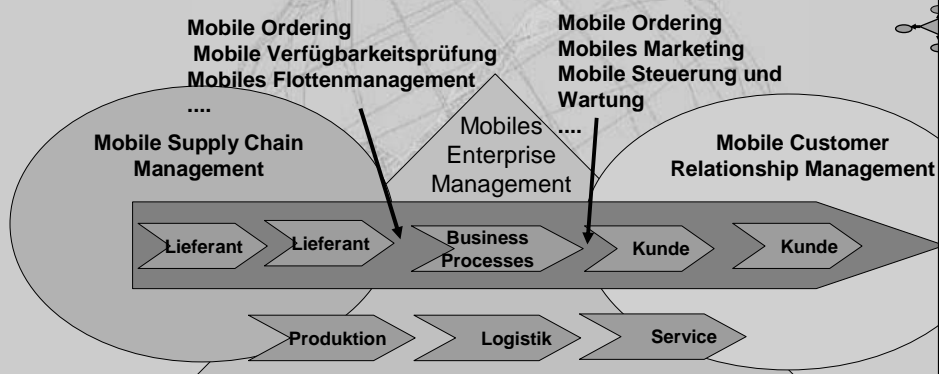 Mobile Ordering
Mobile Verfügbarkeitsprüfung
Mobiles Flottenmanagement
....
Mobile Ordering
Mobiles Marketing
Mobile Steuerung und
Wartung
....
Mobile Supply Chain
Management
Mobiles
Enterprise
Management
Mobile Customer
Relationship Management
Lieferant
Lieferant
Business
Processes
Kunde
Kunde
Produktion
Logistik
Service